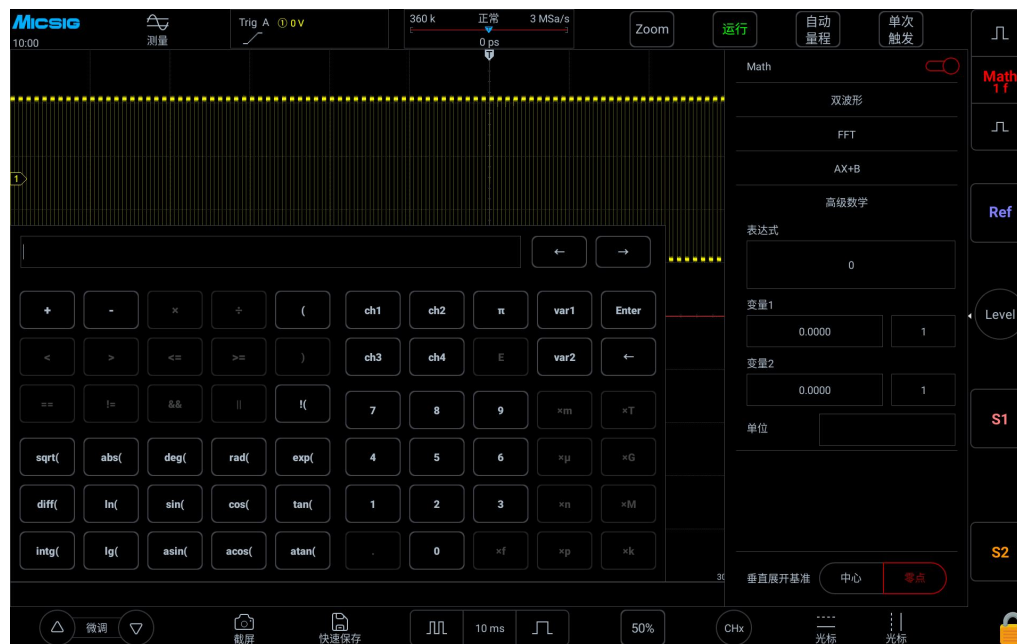 Micsig
10:00
测量
Trig A ① 0 V
360 k 正常 3 MSa/s
0 ps
Zoom
运行
自动
量程
单次
触发
T
1
Math
双波形
FFT
AX+B
高级数学
表达式
0
变量1
0.0000 1
变量2
0.0000 1
单位
垂直展开基准 中心 零点
Math
1 f
Ref
Level
S1
S2
← →
+ - × ÷ ( ch1 ch2 π var1 Enter
< > <= >= ) ch3 ch4 E var2 ←
== != && || !( 7 8 9 ×m ×T
sqrt( abs( deg( rad( exp( 4 5 6 ×μ ×G
diff( ln( sin( cos( tan( 1 2 3 ×n ×M
intg( lg( asin( acos( atan( . 0 ×f ×p ×k
30
微调
截屏
快速保存
10 ms
50%
CHx
光标
光标